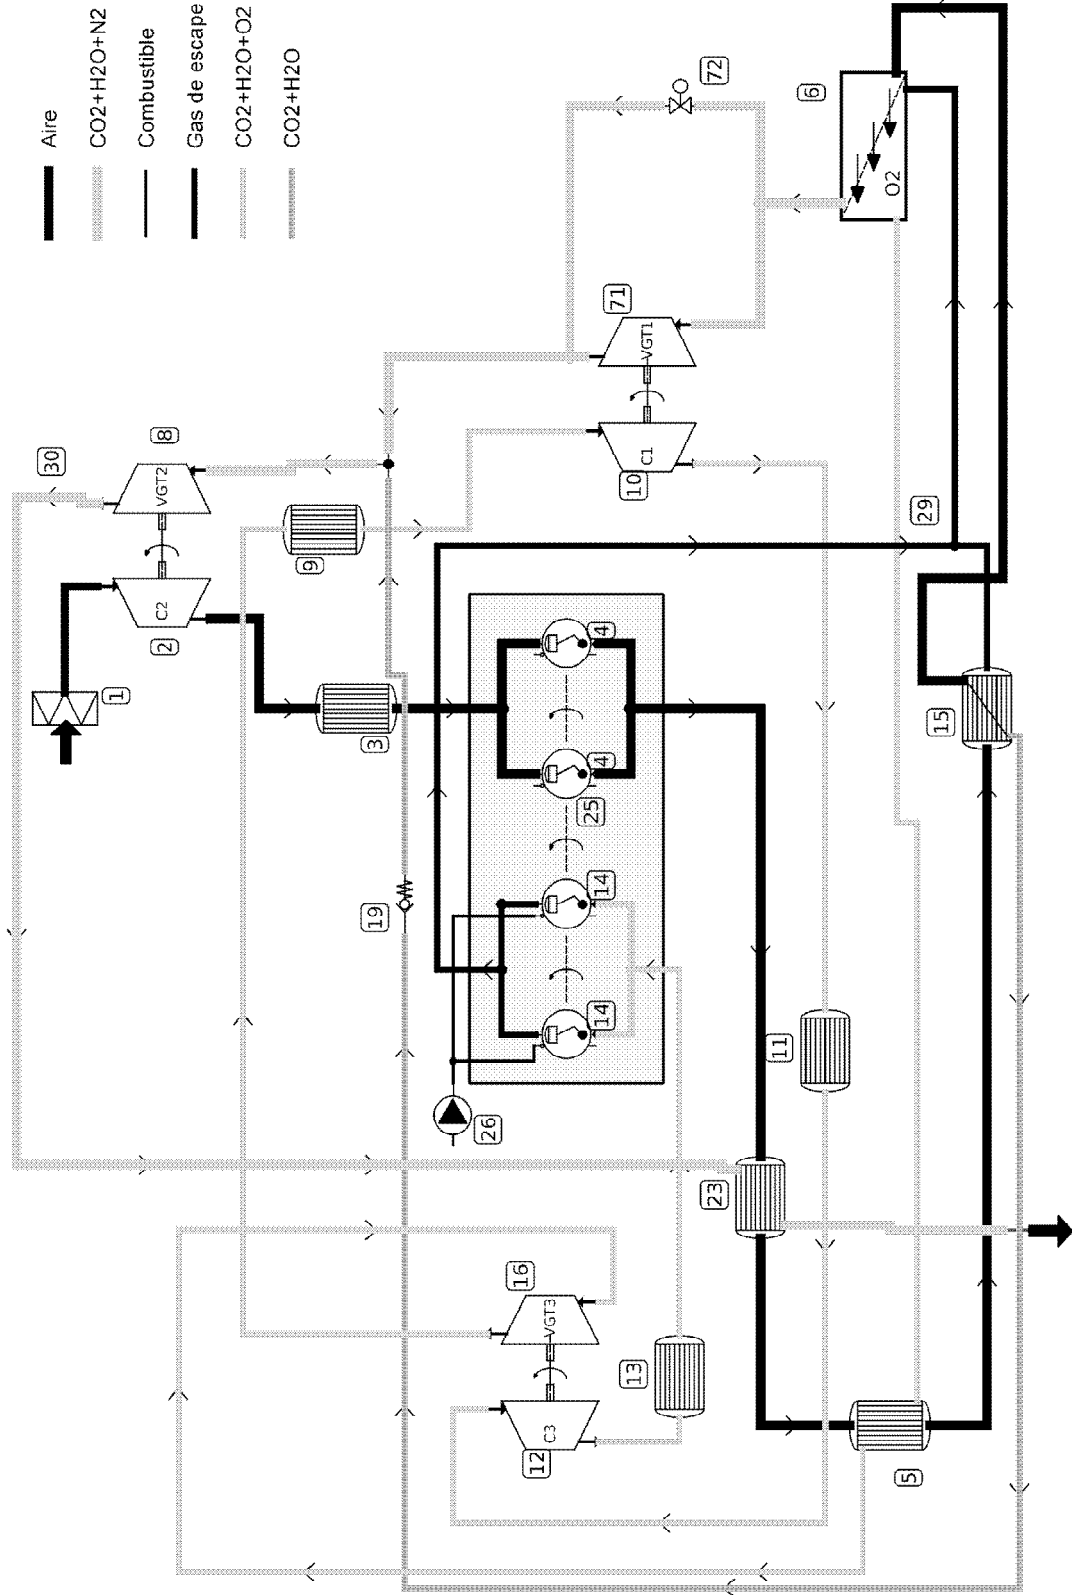 Aire
CO2+H2O+N2
Combustible
Gas de escape
CO2+H2O+O2
CO2+H2O
1
2
C2
VGT2
8
30
3
9
10
C1
VGT1
71
72
6
O2
29
4
4
25
14
14
19
26
23
11
15
16
VGT3
12
C3
13
5